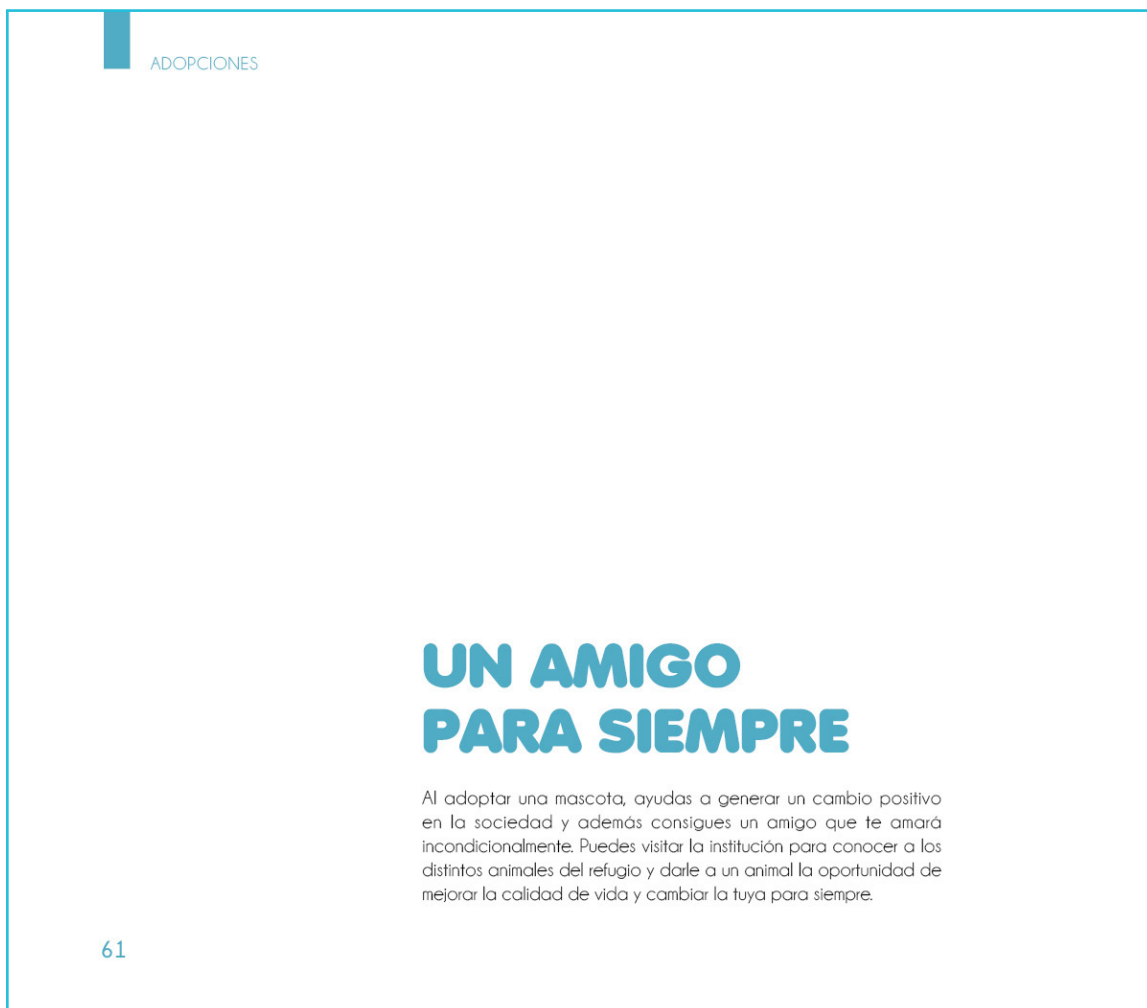 ADOPCIONES
UN AMIGO
PARA SIEMPRE
Al adoptar una mascota, ayudas a generar un cambio positivo
en la sociedad y además consigues un amigo que te amará
incondicionalmente. Puedes visitar la institución para conocer a los
distintos animales del refugio y darle a un animal la oportunidad de
mejorar la calidad de vida y cambiar la tuya para siempre.
61